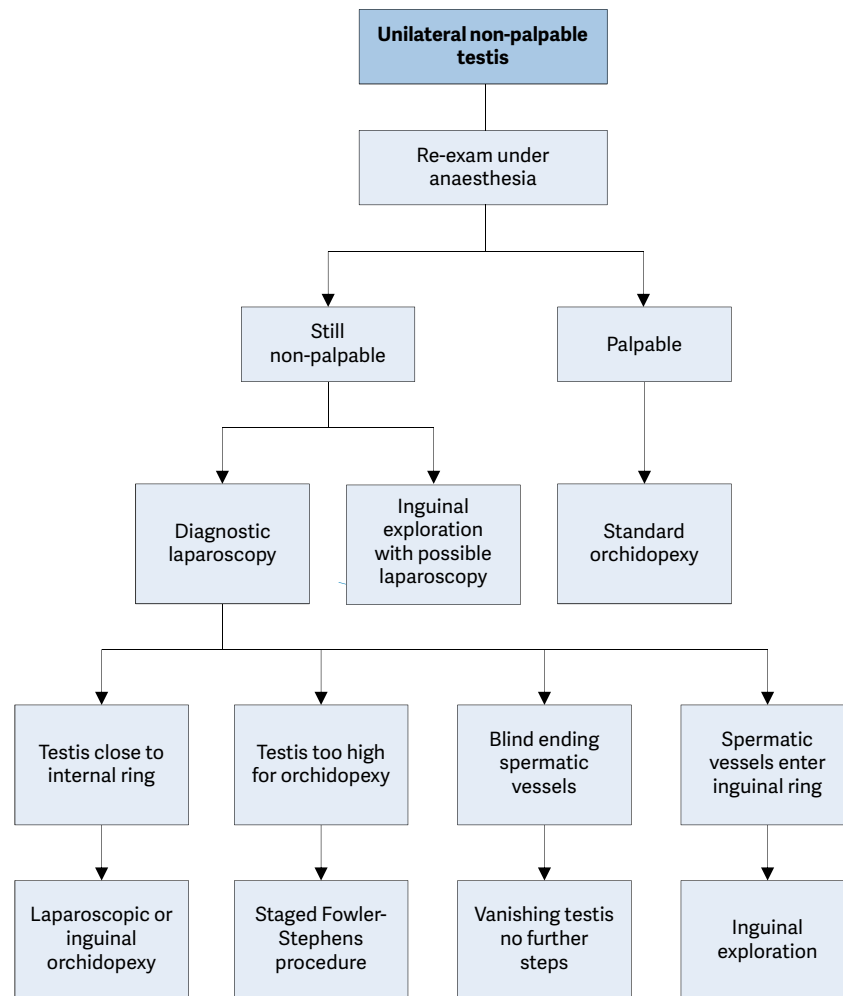 Unilateral non-palpable
testis
Re-exam under
anaesthesia
Still
non-palpable
Palpable
Diagnostic
laparoscopy
Inguinal
exploration
with possible
laparoscopy
Standard
orchidopexy
Testis close to
internal ring
Testis too high
for orchidopexy
Blind ending
spermatic
vessels
Spermatic
vessels enter
inguinal ring
Laparoscopic or
inguinal
orchidopexy
Staged Fowler-
Stephens
procedure
Vanishing testis
no further
steps
Inguinal
exploration